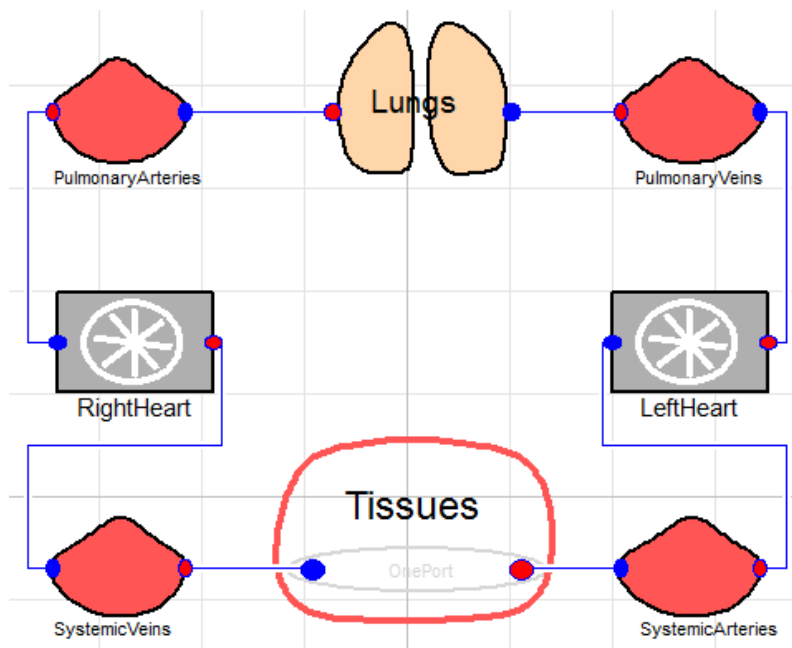 Lungs
PulmonaryArteries
PulmonaryVeins
RightHeart
LeftHeart
Tissues
OnePort
SystemicVeins
SystemicArteries